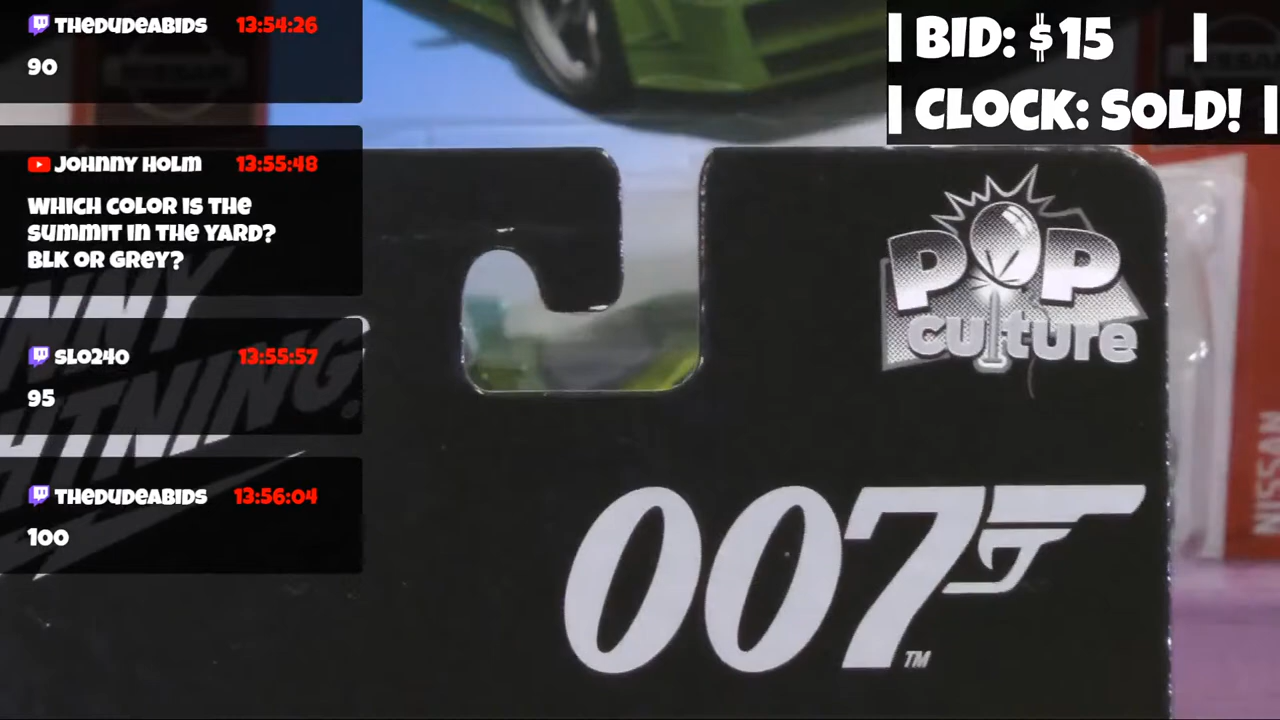 THEDUDEABIDS 13:54:26
90
JOHNNY HOLM 13:55:48
WHICH COLOR IS THE
SUMMIT IN THE YARD?
BLK OR GREY?
SLO240 13:55:57
95
THEDUDEABIDS 13:56:04
100
| BID: $15 |
| CLOCK: SOLD! |
POP
culture
007
TM
NISSAN
NISSAN